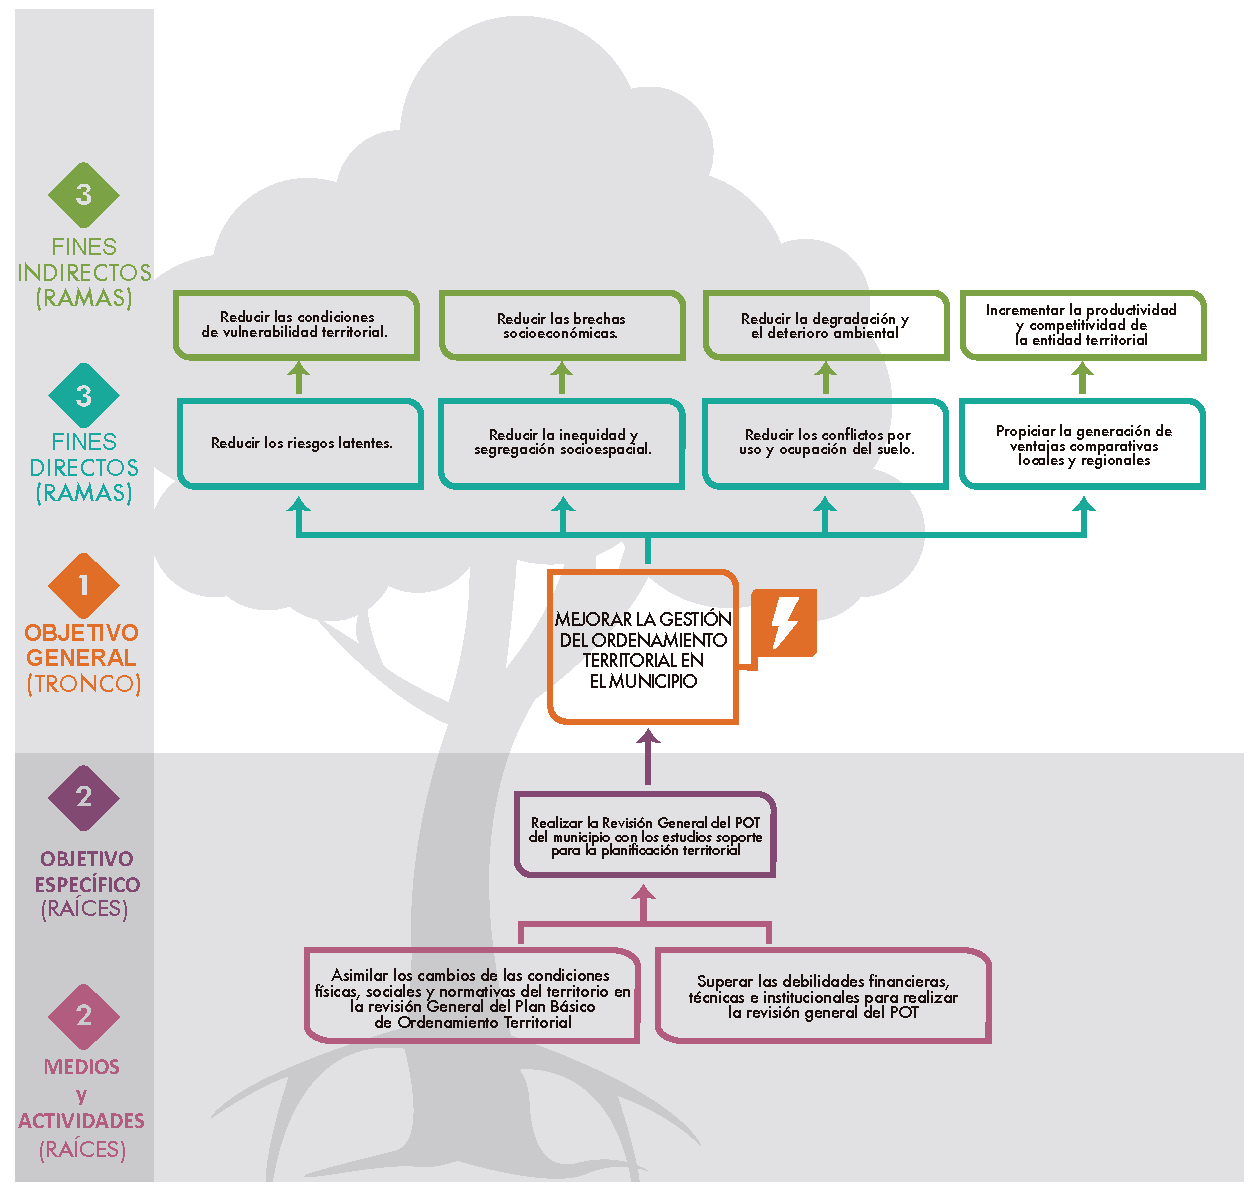 3
FINES
INDIRECTOS
(RAMAS)
Reducir las condiciones
de vulnerabilidad territorial.
Reducir las brechas
socioeconómicas.
Reducir la degradación y
el deterioro ambiental
Incrementar la productividad
y competitividad de
la entidad territorial
3
FINES
DIRECTOS
(RAMAS)
Reducir los riesgos latentes.
Reducir la inequidad y
segregación socioespacial.
Reducir los conflictos por
uso y ocupación del suelo.
Propiciar la generación de
ventajas comparativas
locales y regionales
1
OBJETIVO
GENERAL
(TRONCO)
MEJORAR LA GESTIÓN
DEL ORDENAMIENTO
TERRITORIAL EN
EL MUNICIPIO
2
OBJETIVO
ESPECÍFICO
(RAÍCES)
Realizar la Revisión General del POT
del municipio con los estudios soporte
para la planificación territorial
2
MEDIOS
y
ACTIVIDADES
(RAÍCES)
Asimilar los cambios de las condiciones
físicas, sociales y normativas del territorio en
la revisión General del Plan Básico
de Ordenamiento Territorial
Superar las debilidades financieras,
técnicas e institucionales para realizar
la revisión general del POT